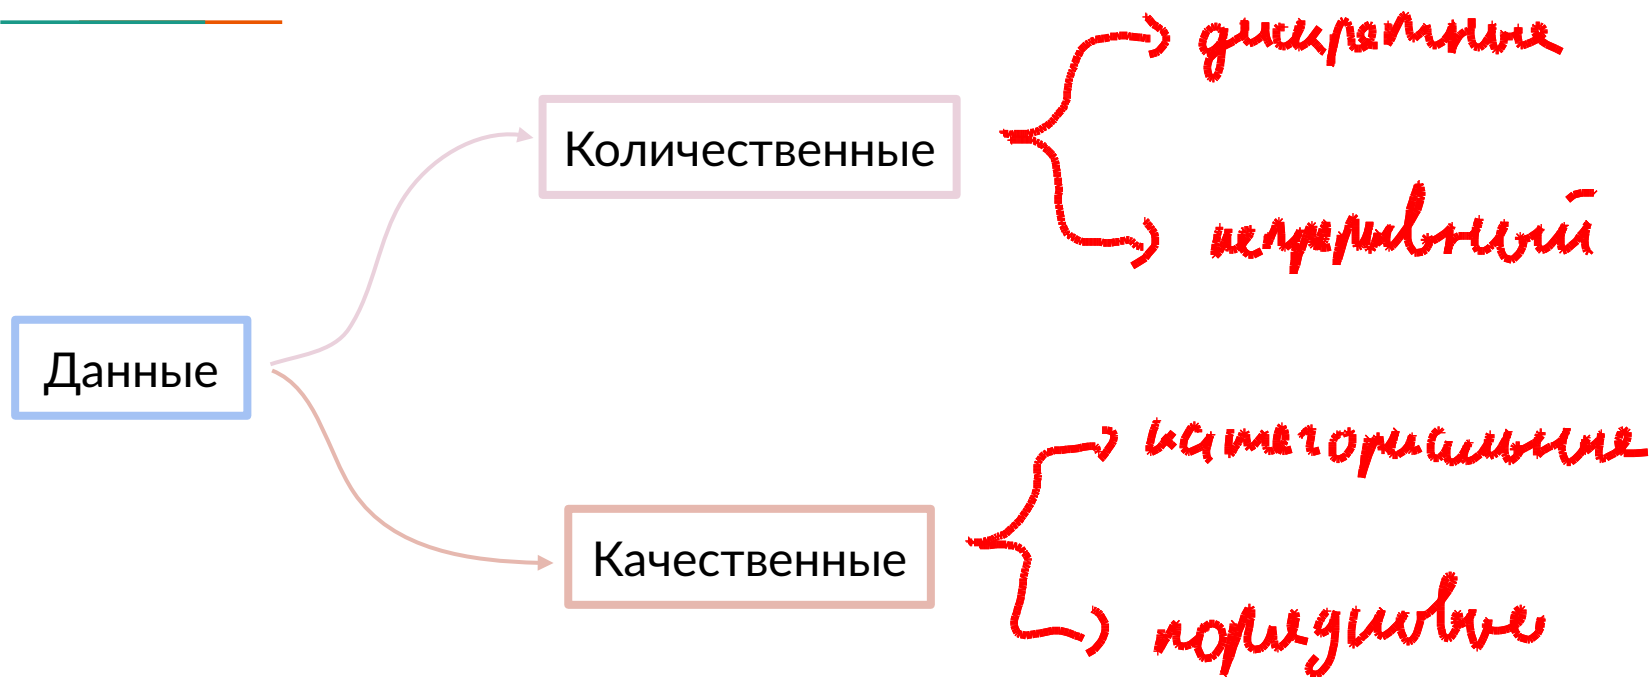 дискретные
Количественные
непрерывный
Данные
категориальные
Качественные
порядковые